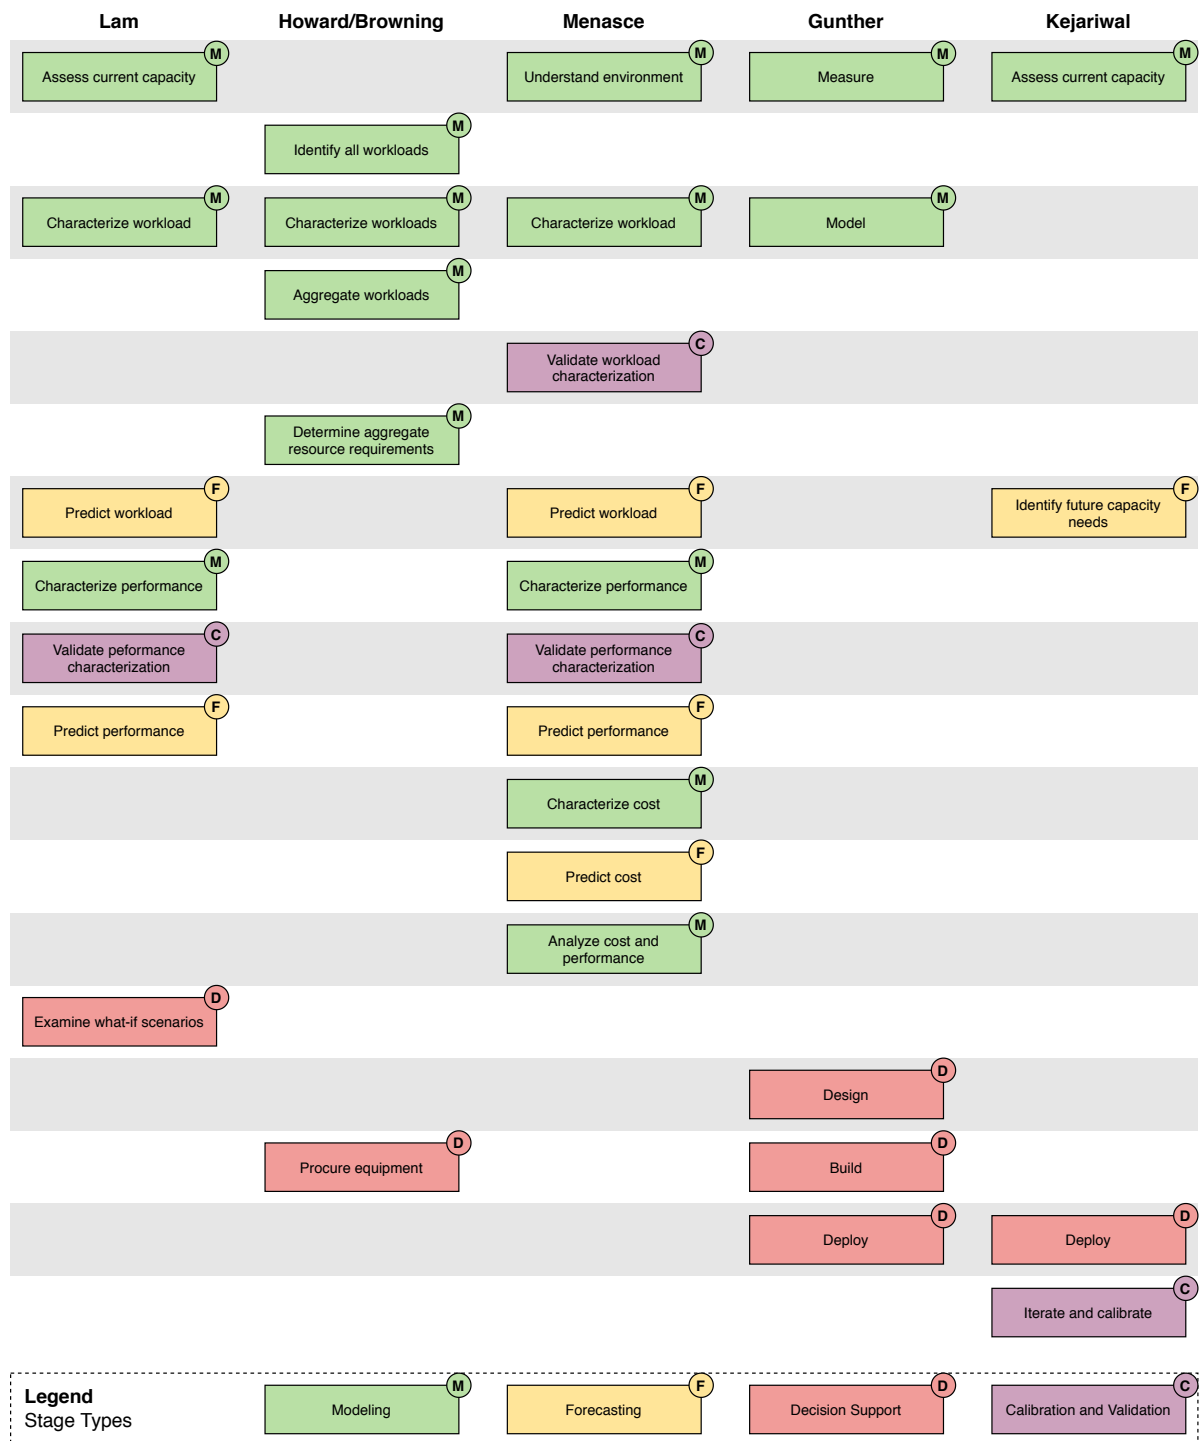 Lam Howard/Browning Menasce Gunther Kejariwal
M M M M
Assess current capacity Understand environment Measure Assess current capacity
M
Identify all workloads
M M M M
Characterize workload Characterize workloads Characterize workload Model
M
Aggregate workloads
C
Validate workload
characterization
M
Determine aggregate
resource requirements
F F F
Predict workload Predict workload Identify future capacity
needs
M M
Characterize performance Characterize performance
C C
Validate peformance Validate performance
characterization characterization
F F
Predict performance Predict performance
M
Characterize cost
F
Predict cost
M
Analyze cost and
performance
D
Examine what-if scenarios
D
Design
D D
Procure equipment Build
D D
Deploy Deploy
C
Iterate and calibrate
M F D C
Legend
Stage Types Modeling Forecasting Decision Support Calibration and Validation